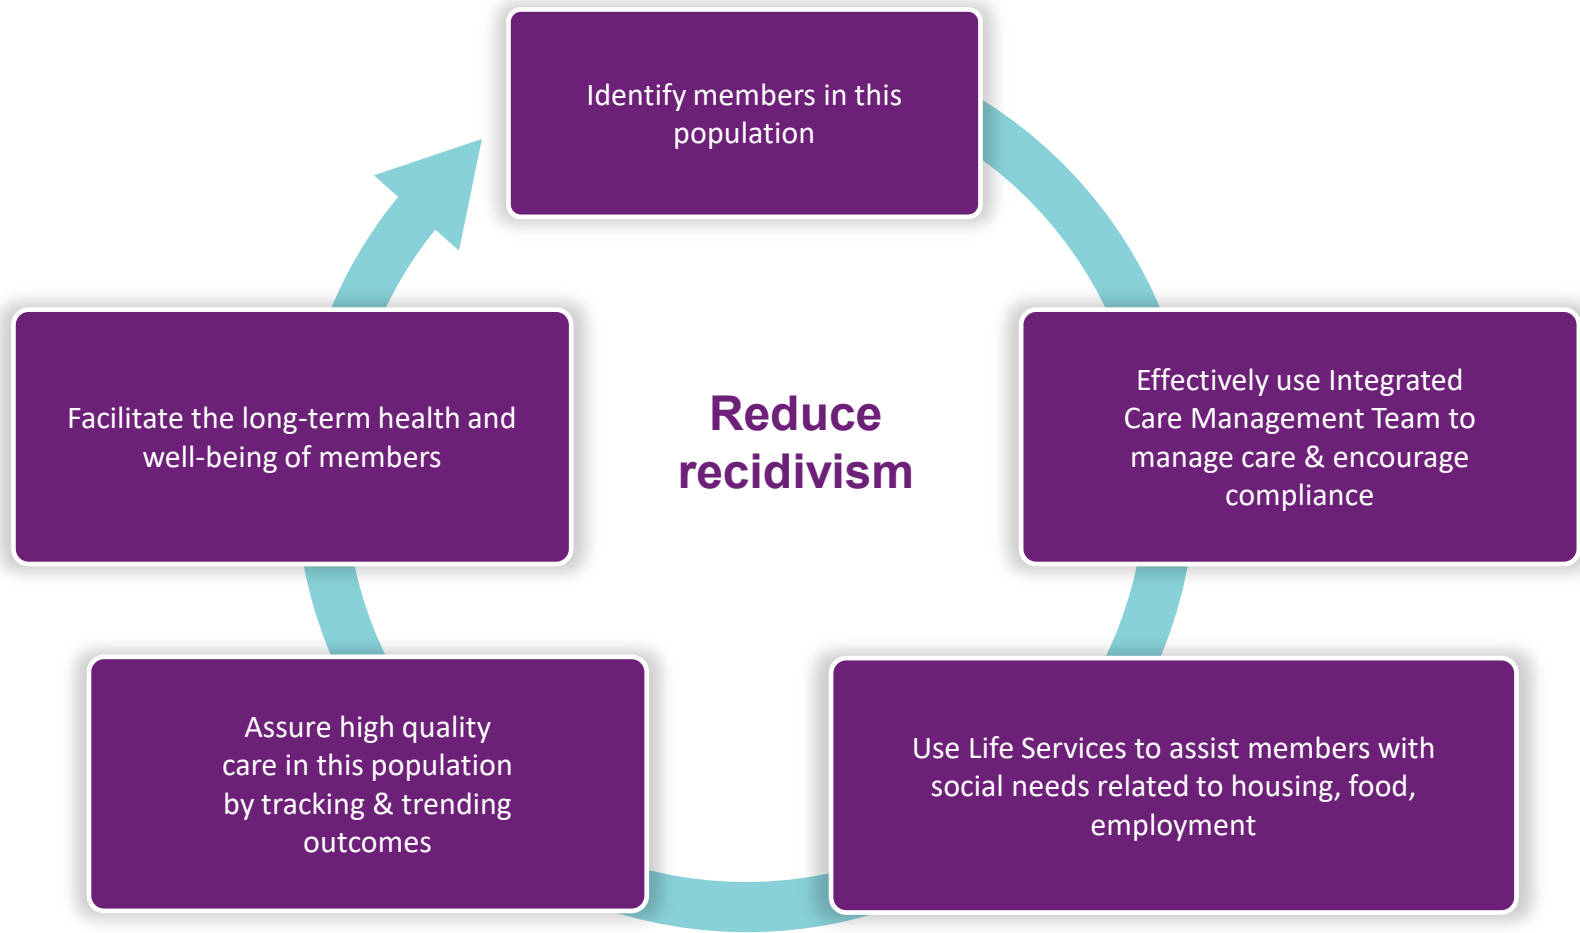 Identify members in this
population
Effectively use Integrated
Care Management Team to
manage care & encourage
compliance
Use Life Services to assist members with
social needs related to housing, food,
employment
Assure high quality
care in this population
by tracking & trending
outcomes
Facilitate the long-term health and
well-being of members
Reduce
recidivism